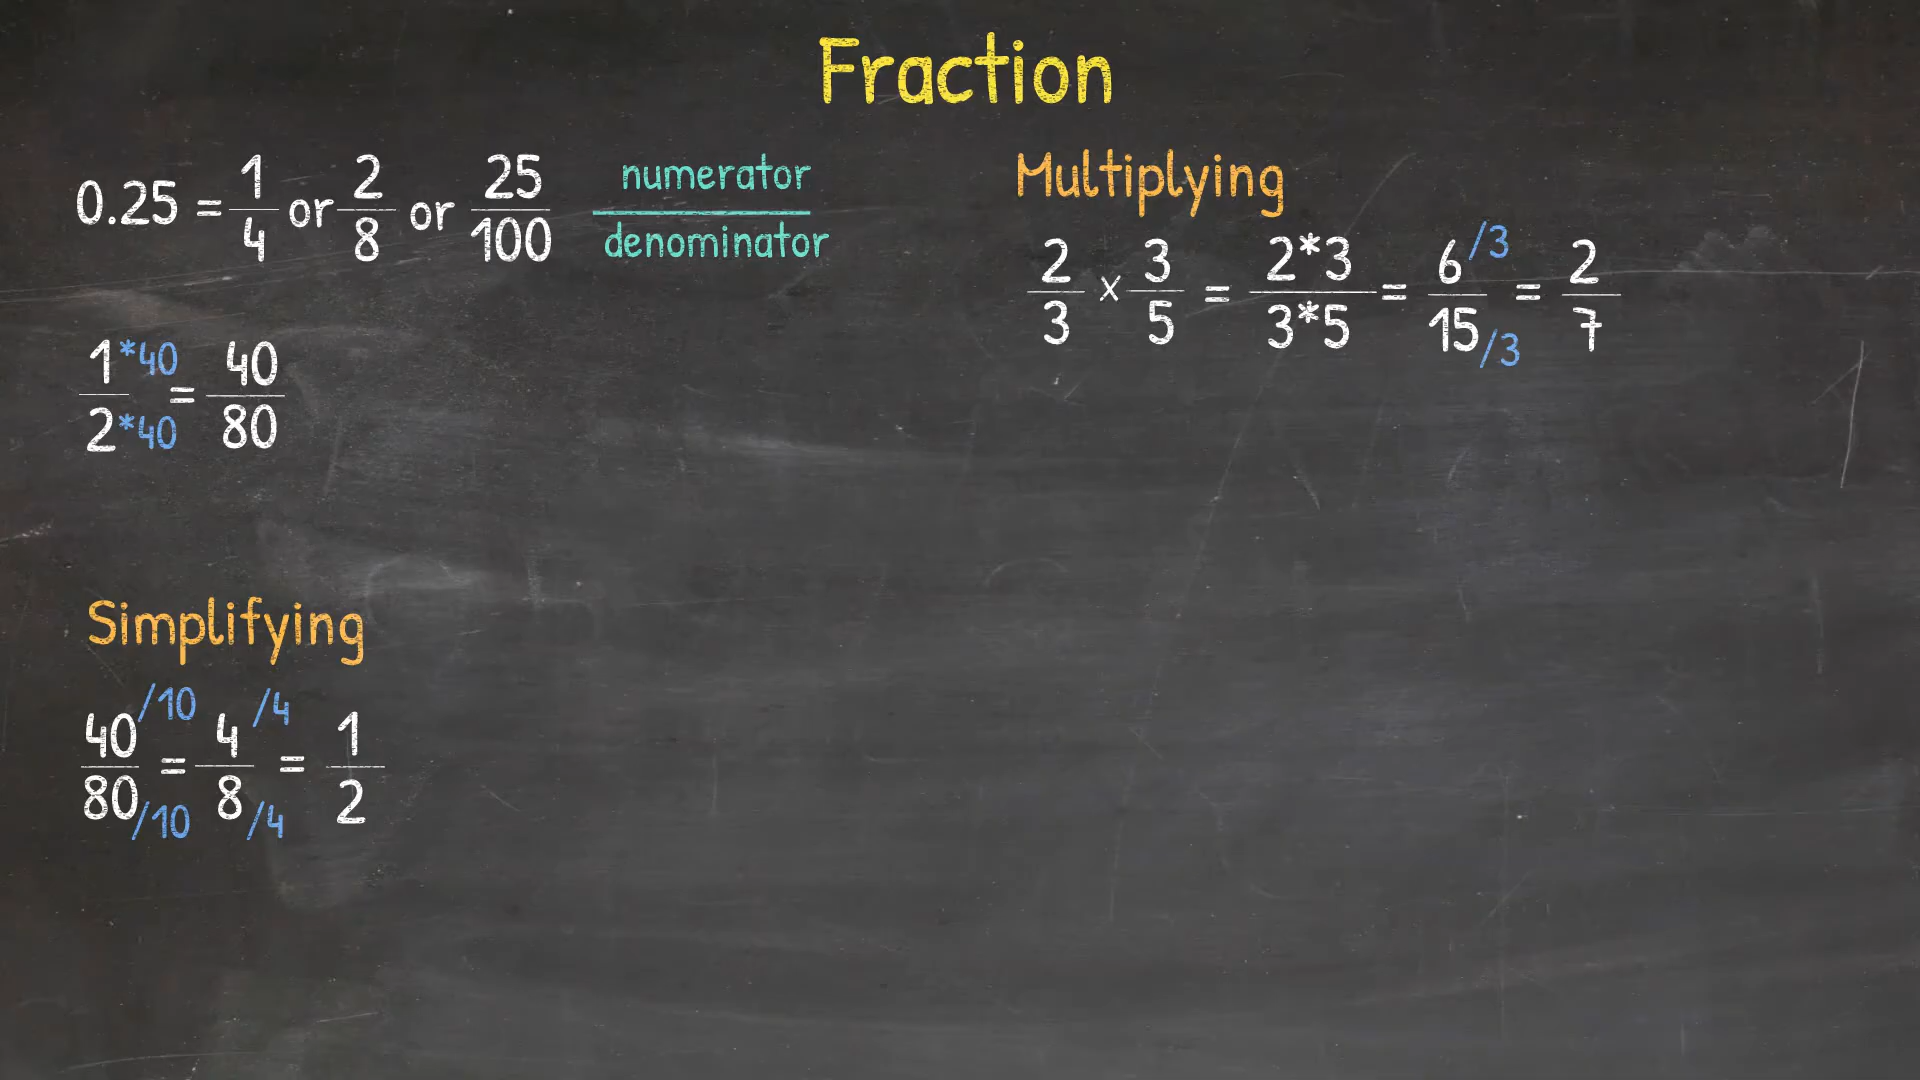 Fraction
0.25 = 1/4 or 2/8 or 25/100
numerator
denominator
1*40 / 2*40 = 40/80
Simplifying
40/10 / 80/10 = 4/4 / 8/4 = 1/2
Multiplying
2/3 x 3/5 = 2*3 / 3*5 = 6/3 / 15/3 = 2/7